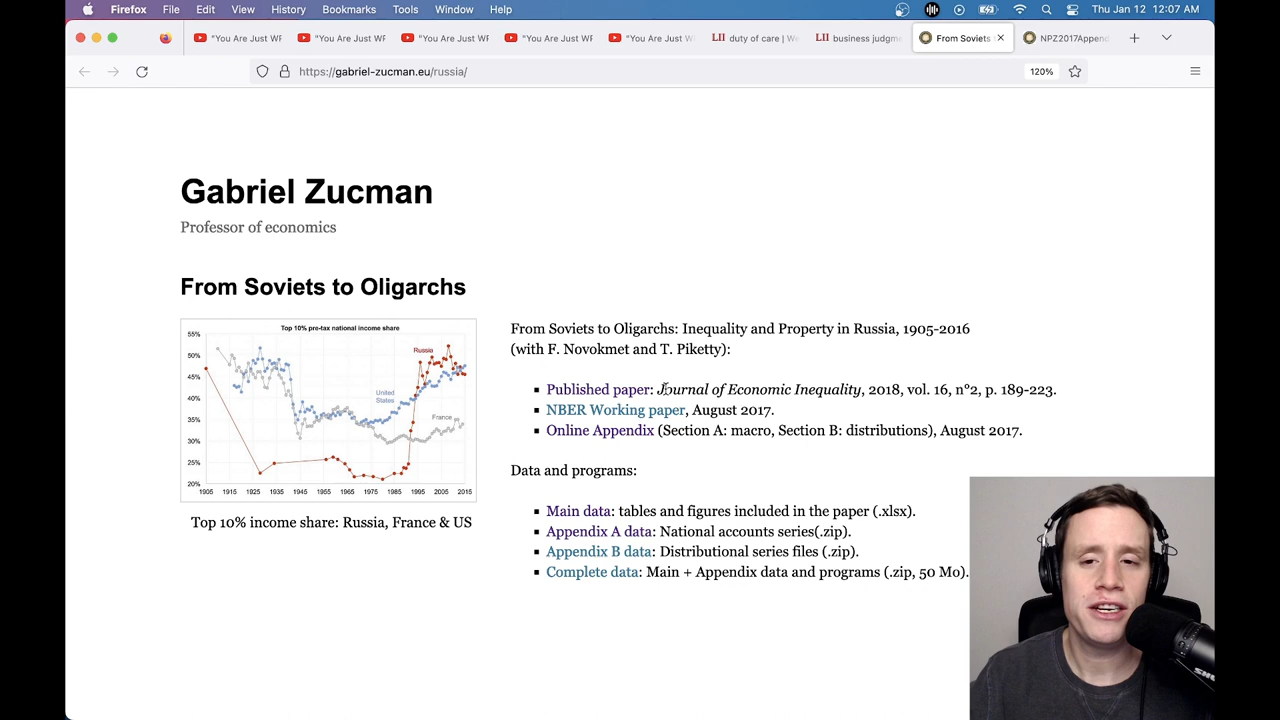 Firefox File Edit View History Bookmarks Tools Window Help Thu Jan 12 12:07 AM
"You Are Just WF "You Are Just WF "You Are Just WF "You Are Just WF "You Are Just W LII duty of care | We LII business judgme From Soviets NPZ2017Append
https://gabriel-zucman.eu/russia/ 120%
Gabriel Zucman
Professor of economics
From Soviets to Oligarchs
Top 10% pre-tax national income share
55%
50%
45%
40%
35%
30%
25%
20%
Russia
United
States
France
1905 1915 1925 1935 1945 1955 1965 1975 1985 1995 2005 2015
Top 10% income share: Russia, France & US
From Soviets to Oligarchs: Inequality and Property in Russia, 1905-2016
(with F. Novokmet and T. Piketty):
▪ Published paper: Journal of Economic Inequality, 2018, vol. 16, n°2, p. 189-223.
▪ NBER Working paper, August 2017.
▪ Online Appendix (Section A: macro, Section B: distributions), August 2017.
Data and programs:
▪ Main data: tables and figures included in the paper (.xlsx).
▪ Appendix A data: National accounts series(.zip).
▪ Appendix B data: Distributional series files (.zip).
▪ Complete data: Main + Appendix data and programs (.zip, 50 Mo).